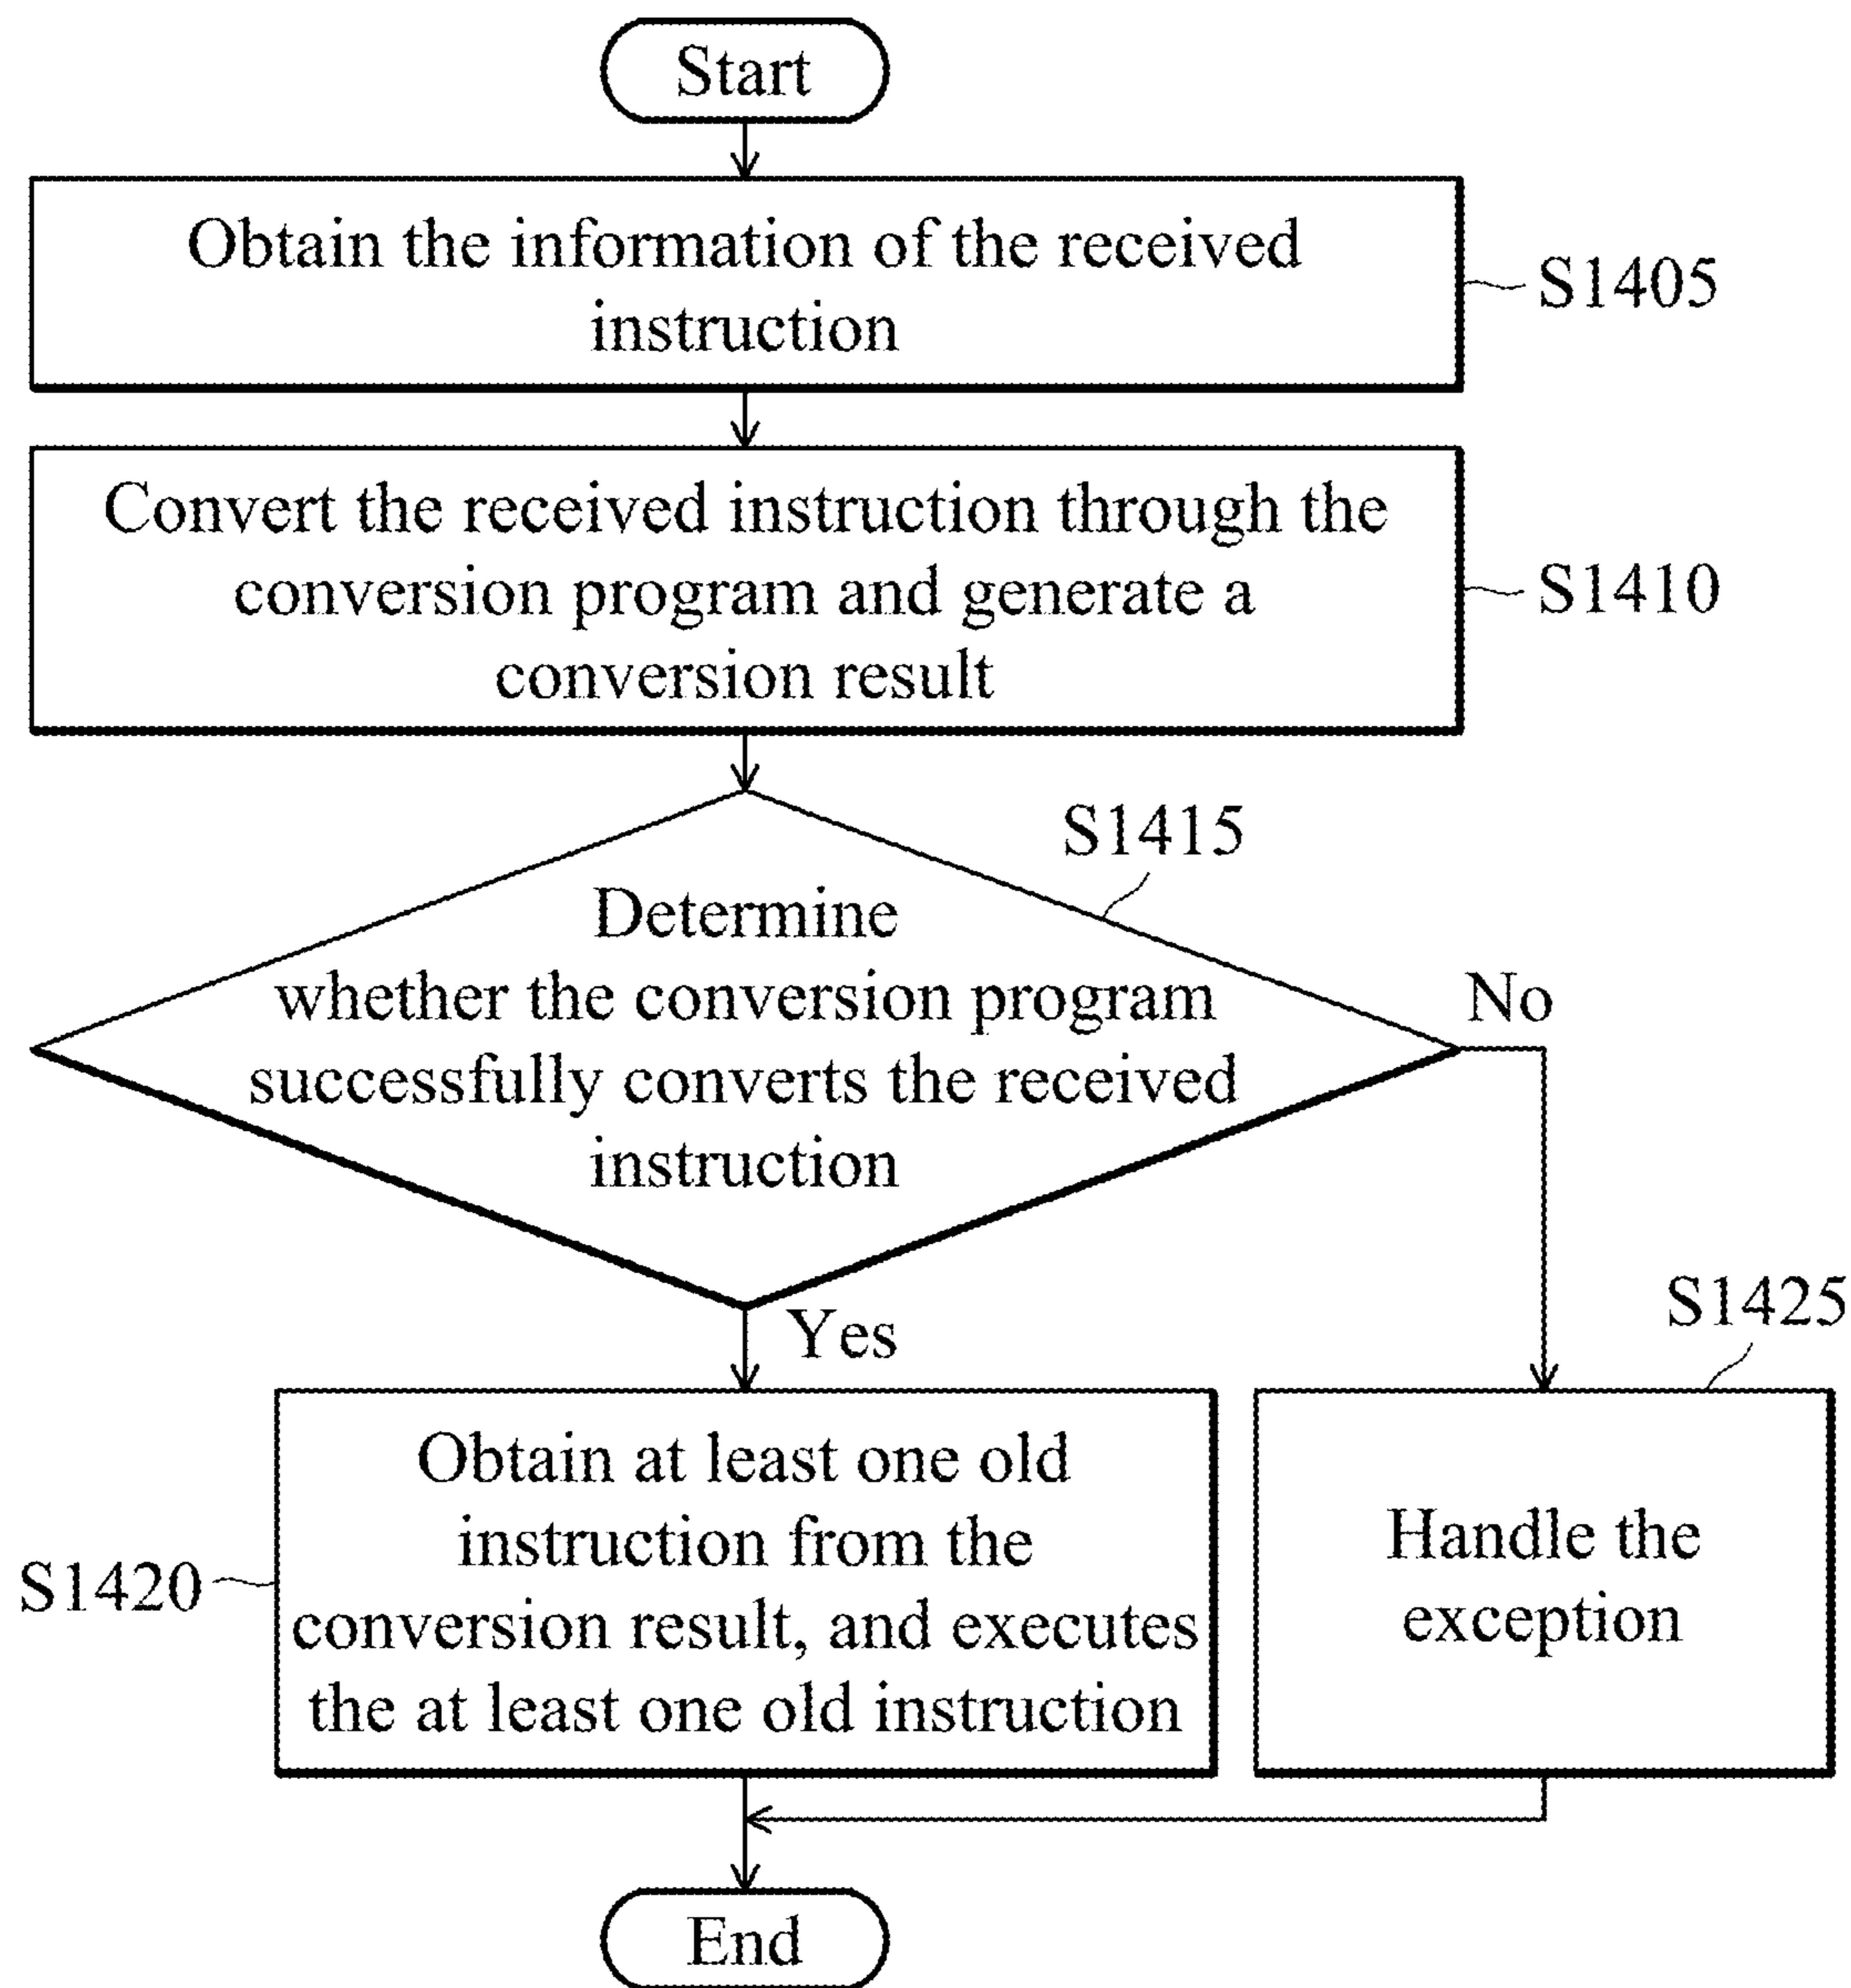 Start
Obtain the information of the received
instruction
S1405
Convert the received instruction through the
conversion program and generate a
conversion result
S1410
S1415
Determine
whether the conversion program
successfully converts the received
instruction
No
Yes
S1425
Obtain at least one old
instruction from the
conversion result, and executes
the at least one old instruction
S1420
Handle the
exception
End